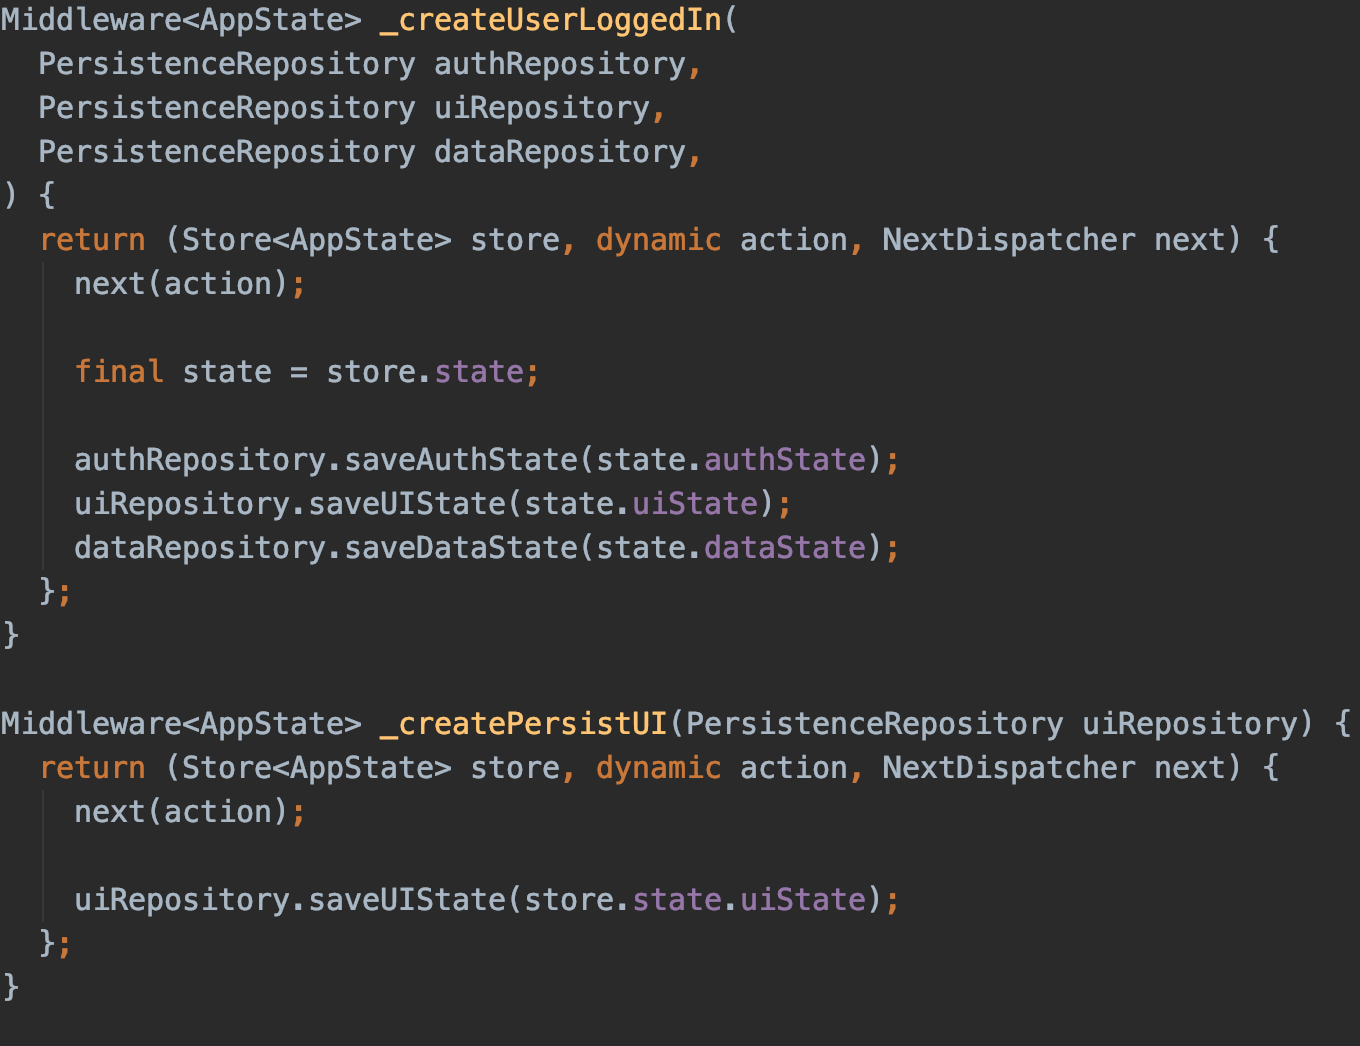 Middleware<AppState> _createUserLoggedIn(
  PersistenceRepository authRepository,
  PersistenceRepository uiRepository,
  PersistenceRepository dataRepository,
) {
  return (Store<AppState> store, dynamic action, NextDispatcher next) {
    next(action);

    final state = store.state;

    authRepository.saveAuthState(state.authState);
    uiRepository.saveUIState(state.uiState);
    dataRepository.saveDataState(state.dataState);
  };
}

Middleware<AppState> _createPersistUI(PersistenceRepository uiRepository) {
  return (Store<AppState> store, dynamic action, NextDispatcher next) {
    next(action);

    uiRepository.saveUIState(store.state.uiState);
  };
}